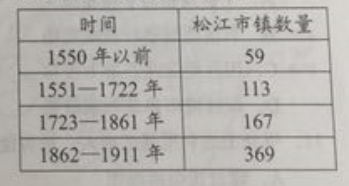 时间 松江市镇数量
1550年以前 59
1551—1722年 113
1723—1861年 167
1862—1911年 369